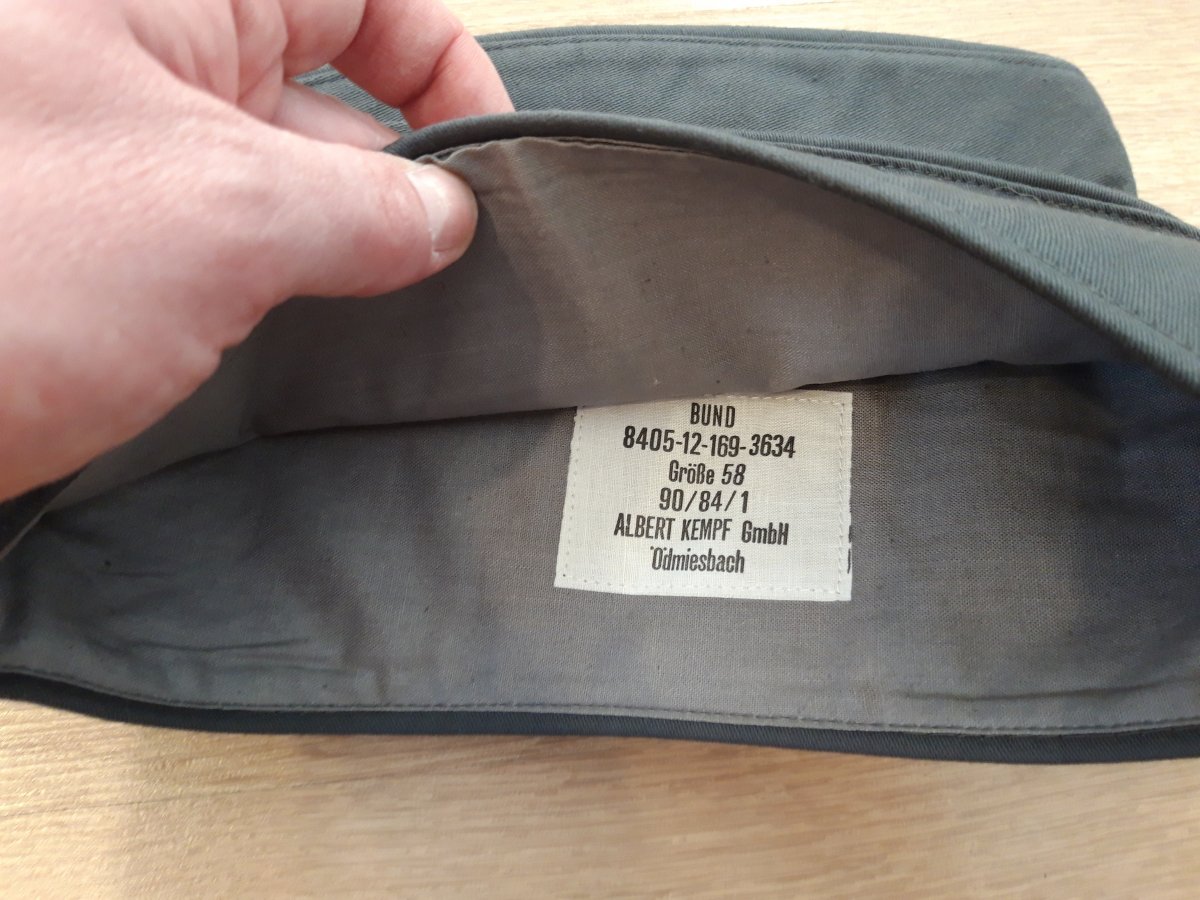 BUND
8405-12-169-3634
Größe 58
90/84/1
ALBERT KEMPF GmbH
Ödmiesbach